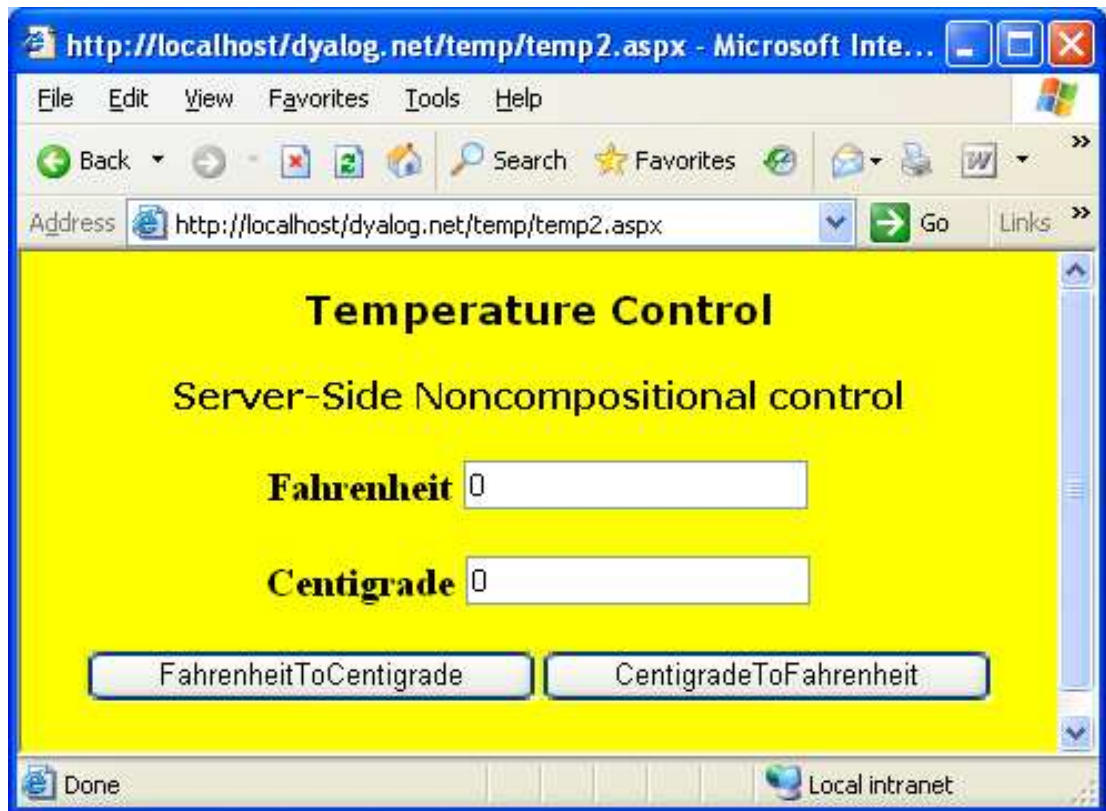 http://localhost/dyalog.net/temp/temp2.aspx - Microsoft Inte...
File Edit View Favorites Tools Help
Back Search Favorites W »
Address http://localhost/dyalog.net/temp/temp2.aspx Go Links »
Temperature Control
Server-Side Noncompositional control
Fahrenheit 0
Centigrade 0
FahrenheitToCentigrade CentigradeToFahrenheit
Done Local intranet